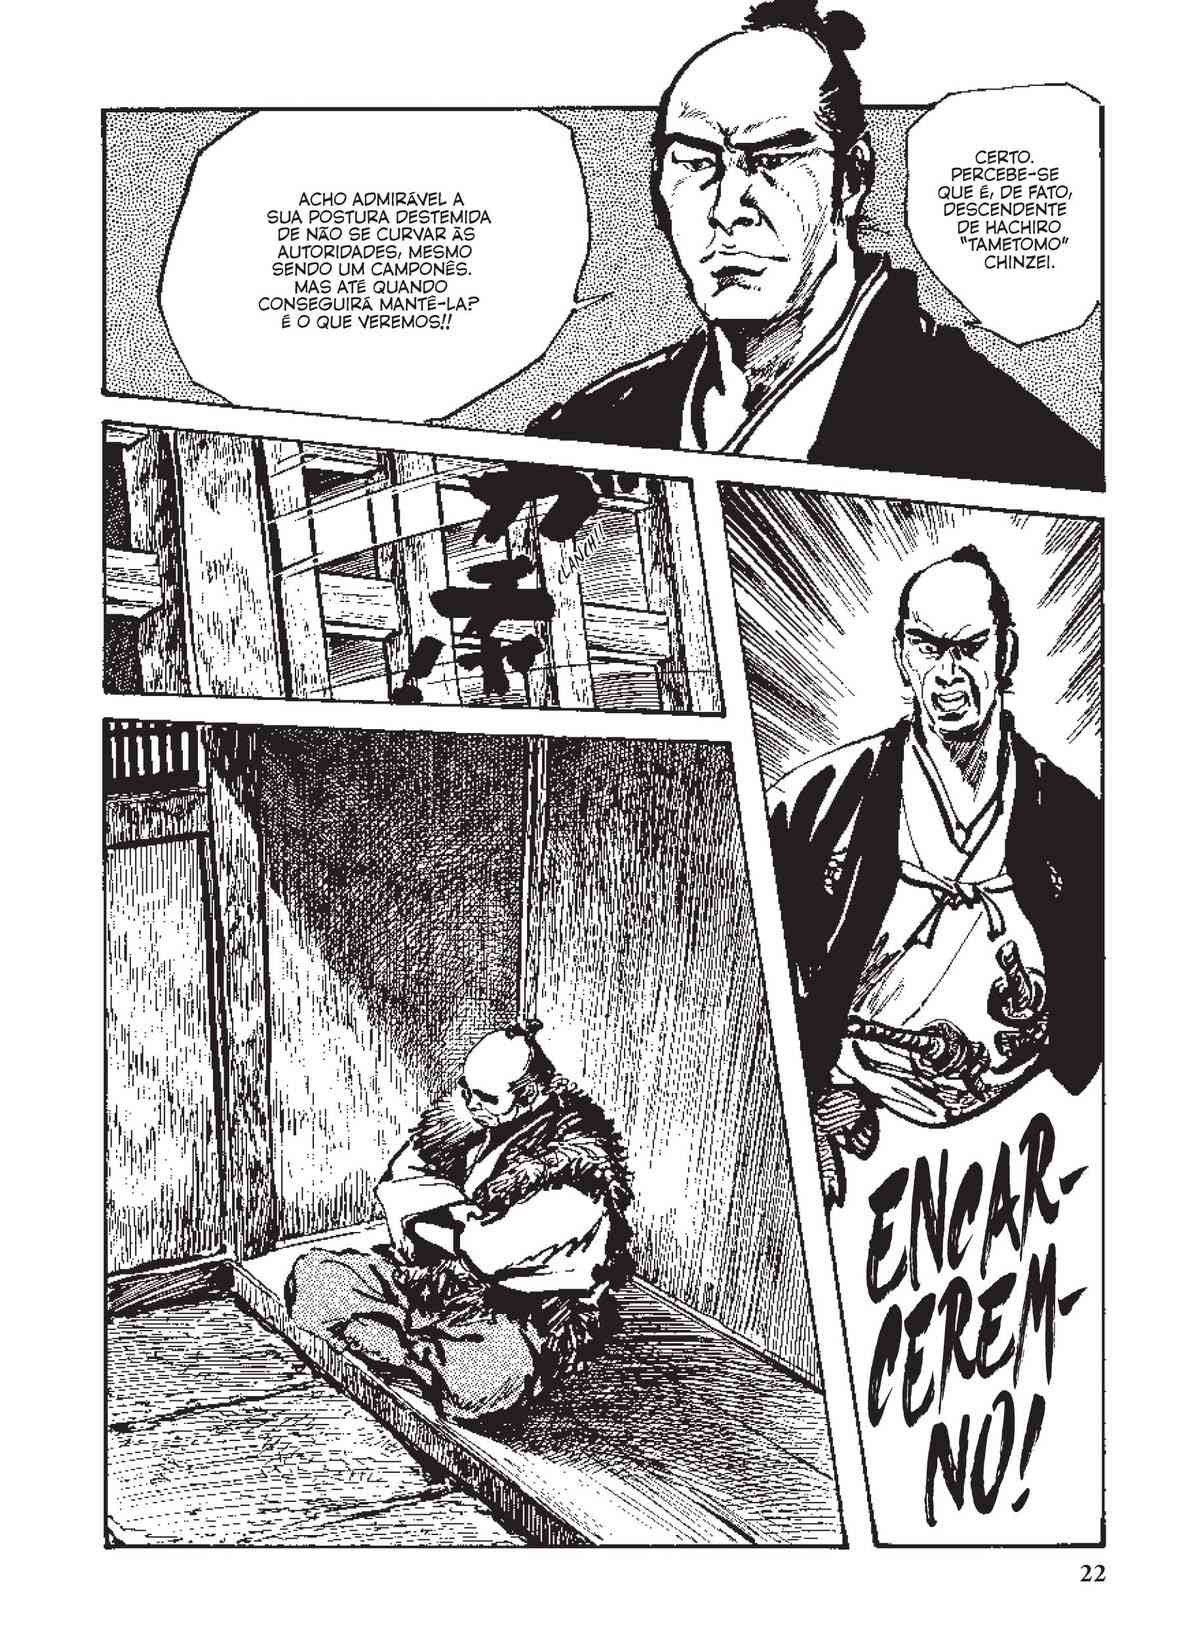 CERTO.
PERCEBE-SE
QUE É, DE FATO,
DESCENDENTE
DE HACHIRO
"TAMETOMO"
CHINZEI.
ACHO ADMIRÁVEL A
SUA POSTURA DESTEMIDA
DE NÃO SE CURVAR ÀS
AUTORIDADES, MESMO
SENDO UM CAMPONÊS.
MAS ATÉ QUANDO
CONSEGUIRÁ MANTÊ-LA?
É O QUE VEREMOS!!
ENCAR-
CEREM-
NO!
22